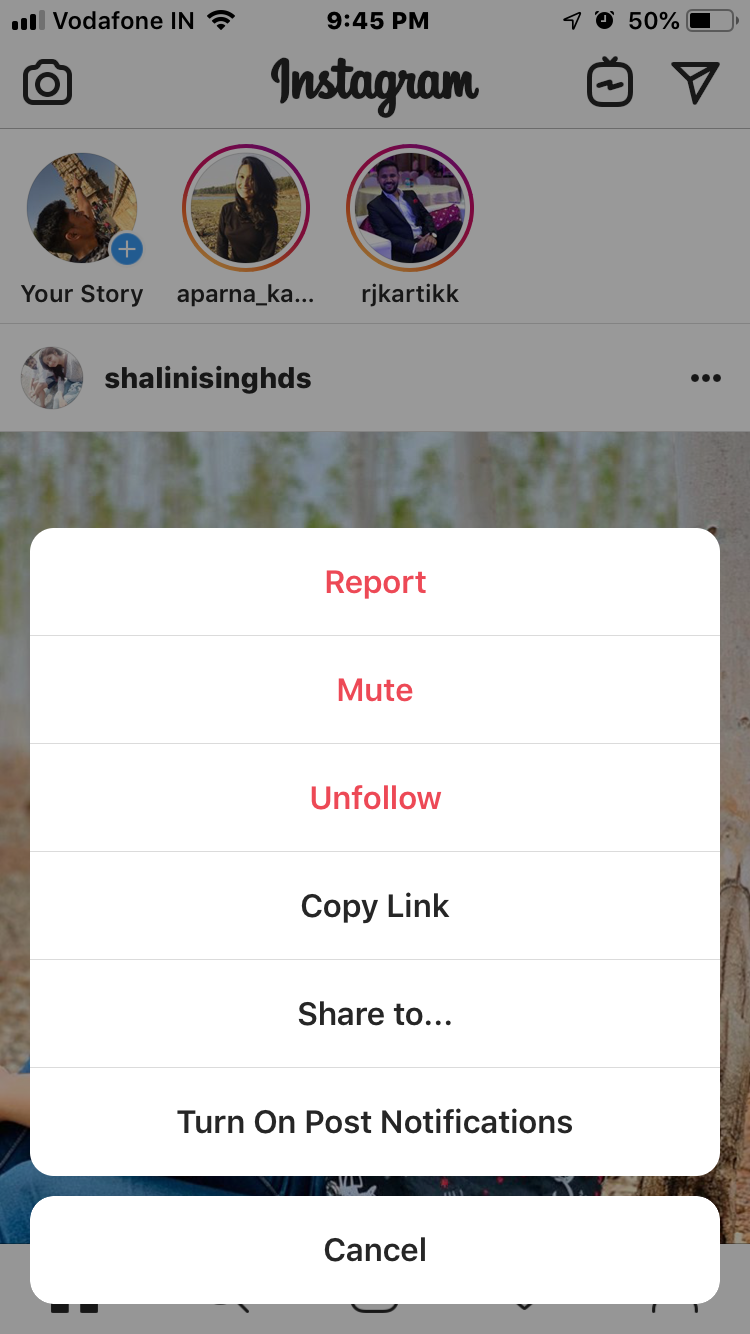 Vodafone IN 9:45 PM 50%
Instagram
Your Story aparna_ka... rjkartikk
shalinisinghds
Report
Mute
Unfollow
Copy Link
Share to...
Turn On Post Notifications
Cancel